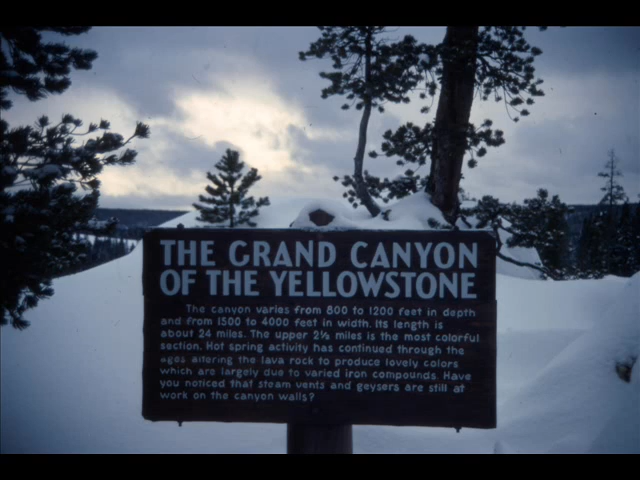 THE GRAND CANYON
OF THE YELLOWSTONE
The canyon varies from 800 to 1200 feet in depth
and from 1500 to 4000 feet in width. Its length is
about 24 miles. The upper 2½ miles is the most colorful
section. Hot spring activity has continued through the
ages altering the lava rock to produce lovely colors
which are largely due to varied iron compounds. Have
you noticed that steam vents and geysers are still at
work on the canyon walls?